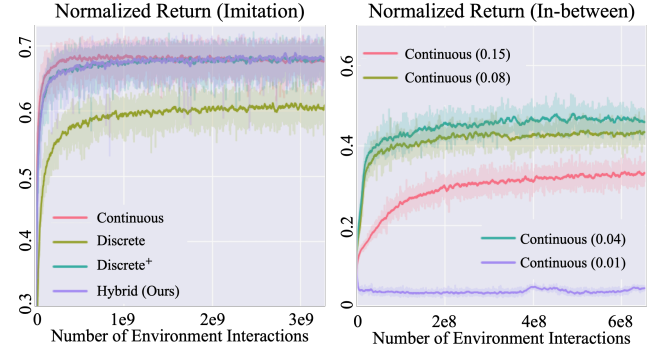 Normalized Return (Imitation)
0.7
0.6
0.5
0.4
0.3
Continuous
Discrete
Discrete+
Hybrid (Ours)
0
1e9
2e9
3e9
Number of Environment Interactions
Normalized Return (In-between)
0.6
0.4
0.2
0
Continuous (0.15)
Continuous (0.08)
Continuous (0.04)
Continuous (0.01)
0
2e8
4e8
6e8
Number of Environment Interactions